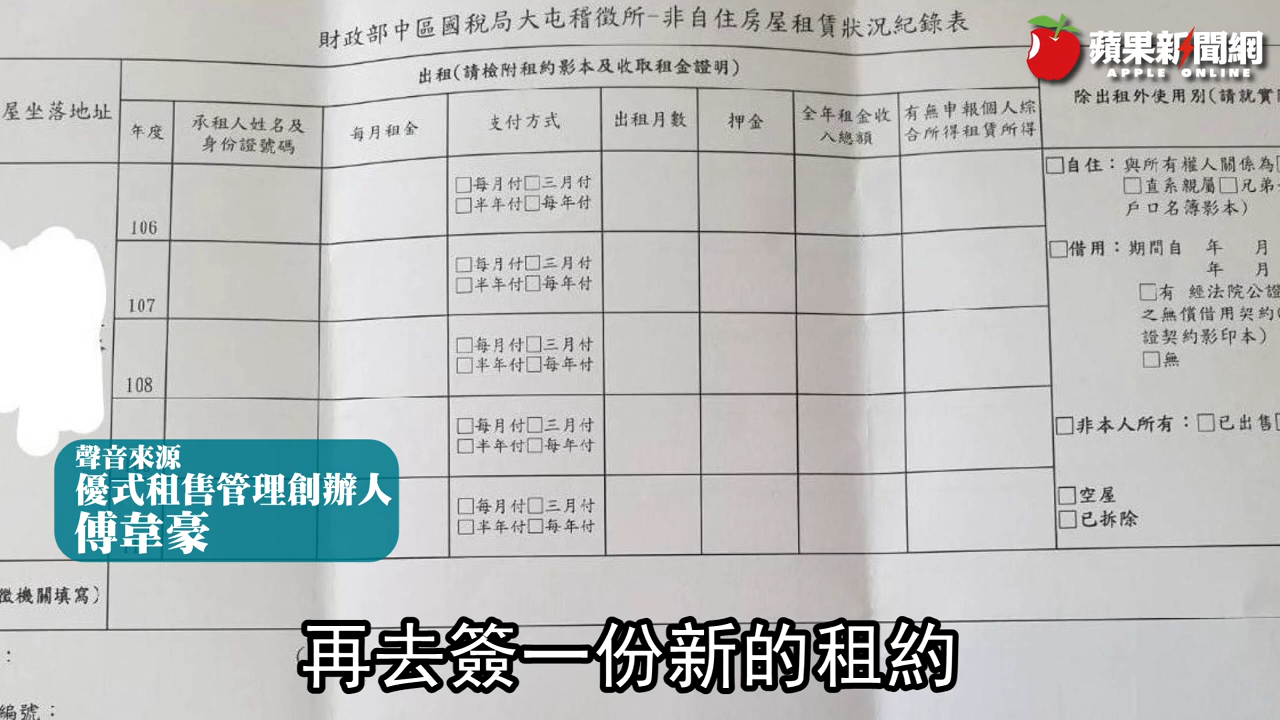 財政部中區國稅局大屯稽徵所-非自住房屋租賃狀況紀錄表
蘋果新聞網
APPLE ONLINE
屋坐落地址
出租(請檢附租約影本及收取租金證明)
除出租外使用別(請就實
年度
承租人姓名及
身份證號碼
每月租金
支付方式
出租月數
押金
全年租金收
入總額
有無申報個人綜
合所得租賃所得
106
□每月付□三月付
□半年付□每年付
107
□每月付□三月付
□半年付□每年付
108
□每月付□三月付
□半年付□每年付
□每月付□三月付
□半年付□每年付
□每月付□三月付
□半年付□每年付
□自住：與所有權人關係為
□直系親屬□兄弟
戶口名簿影本)
□借用：期間自 年 月
年 月
□有 經法院公證
之無償借用契約(
證契約影印本)
□無
□非本人所有：□已出售
□空屋
□已拆除
聲音來源
優式租售管理創辦人
傅韋豪
徵機關填寫)
再去簽一份新的租約
編號：